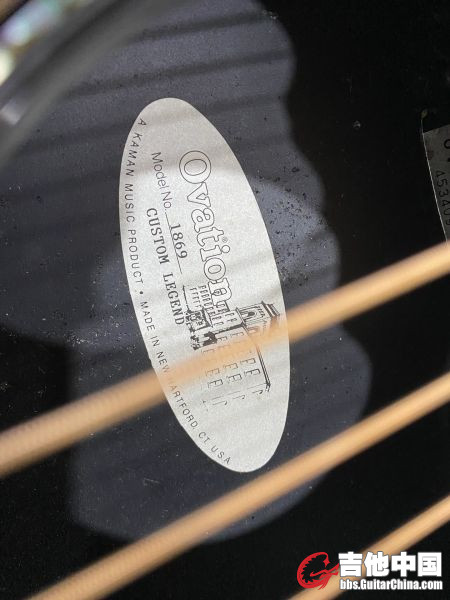 Ovation®
Model No. 1869
CUSTOM LEGEND
A KAMAN MUSIC PRODUCT • MADE IN NEW HARTFORD, CT. USA
吉他中国
bbs.GuitarChina.com